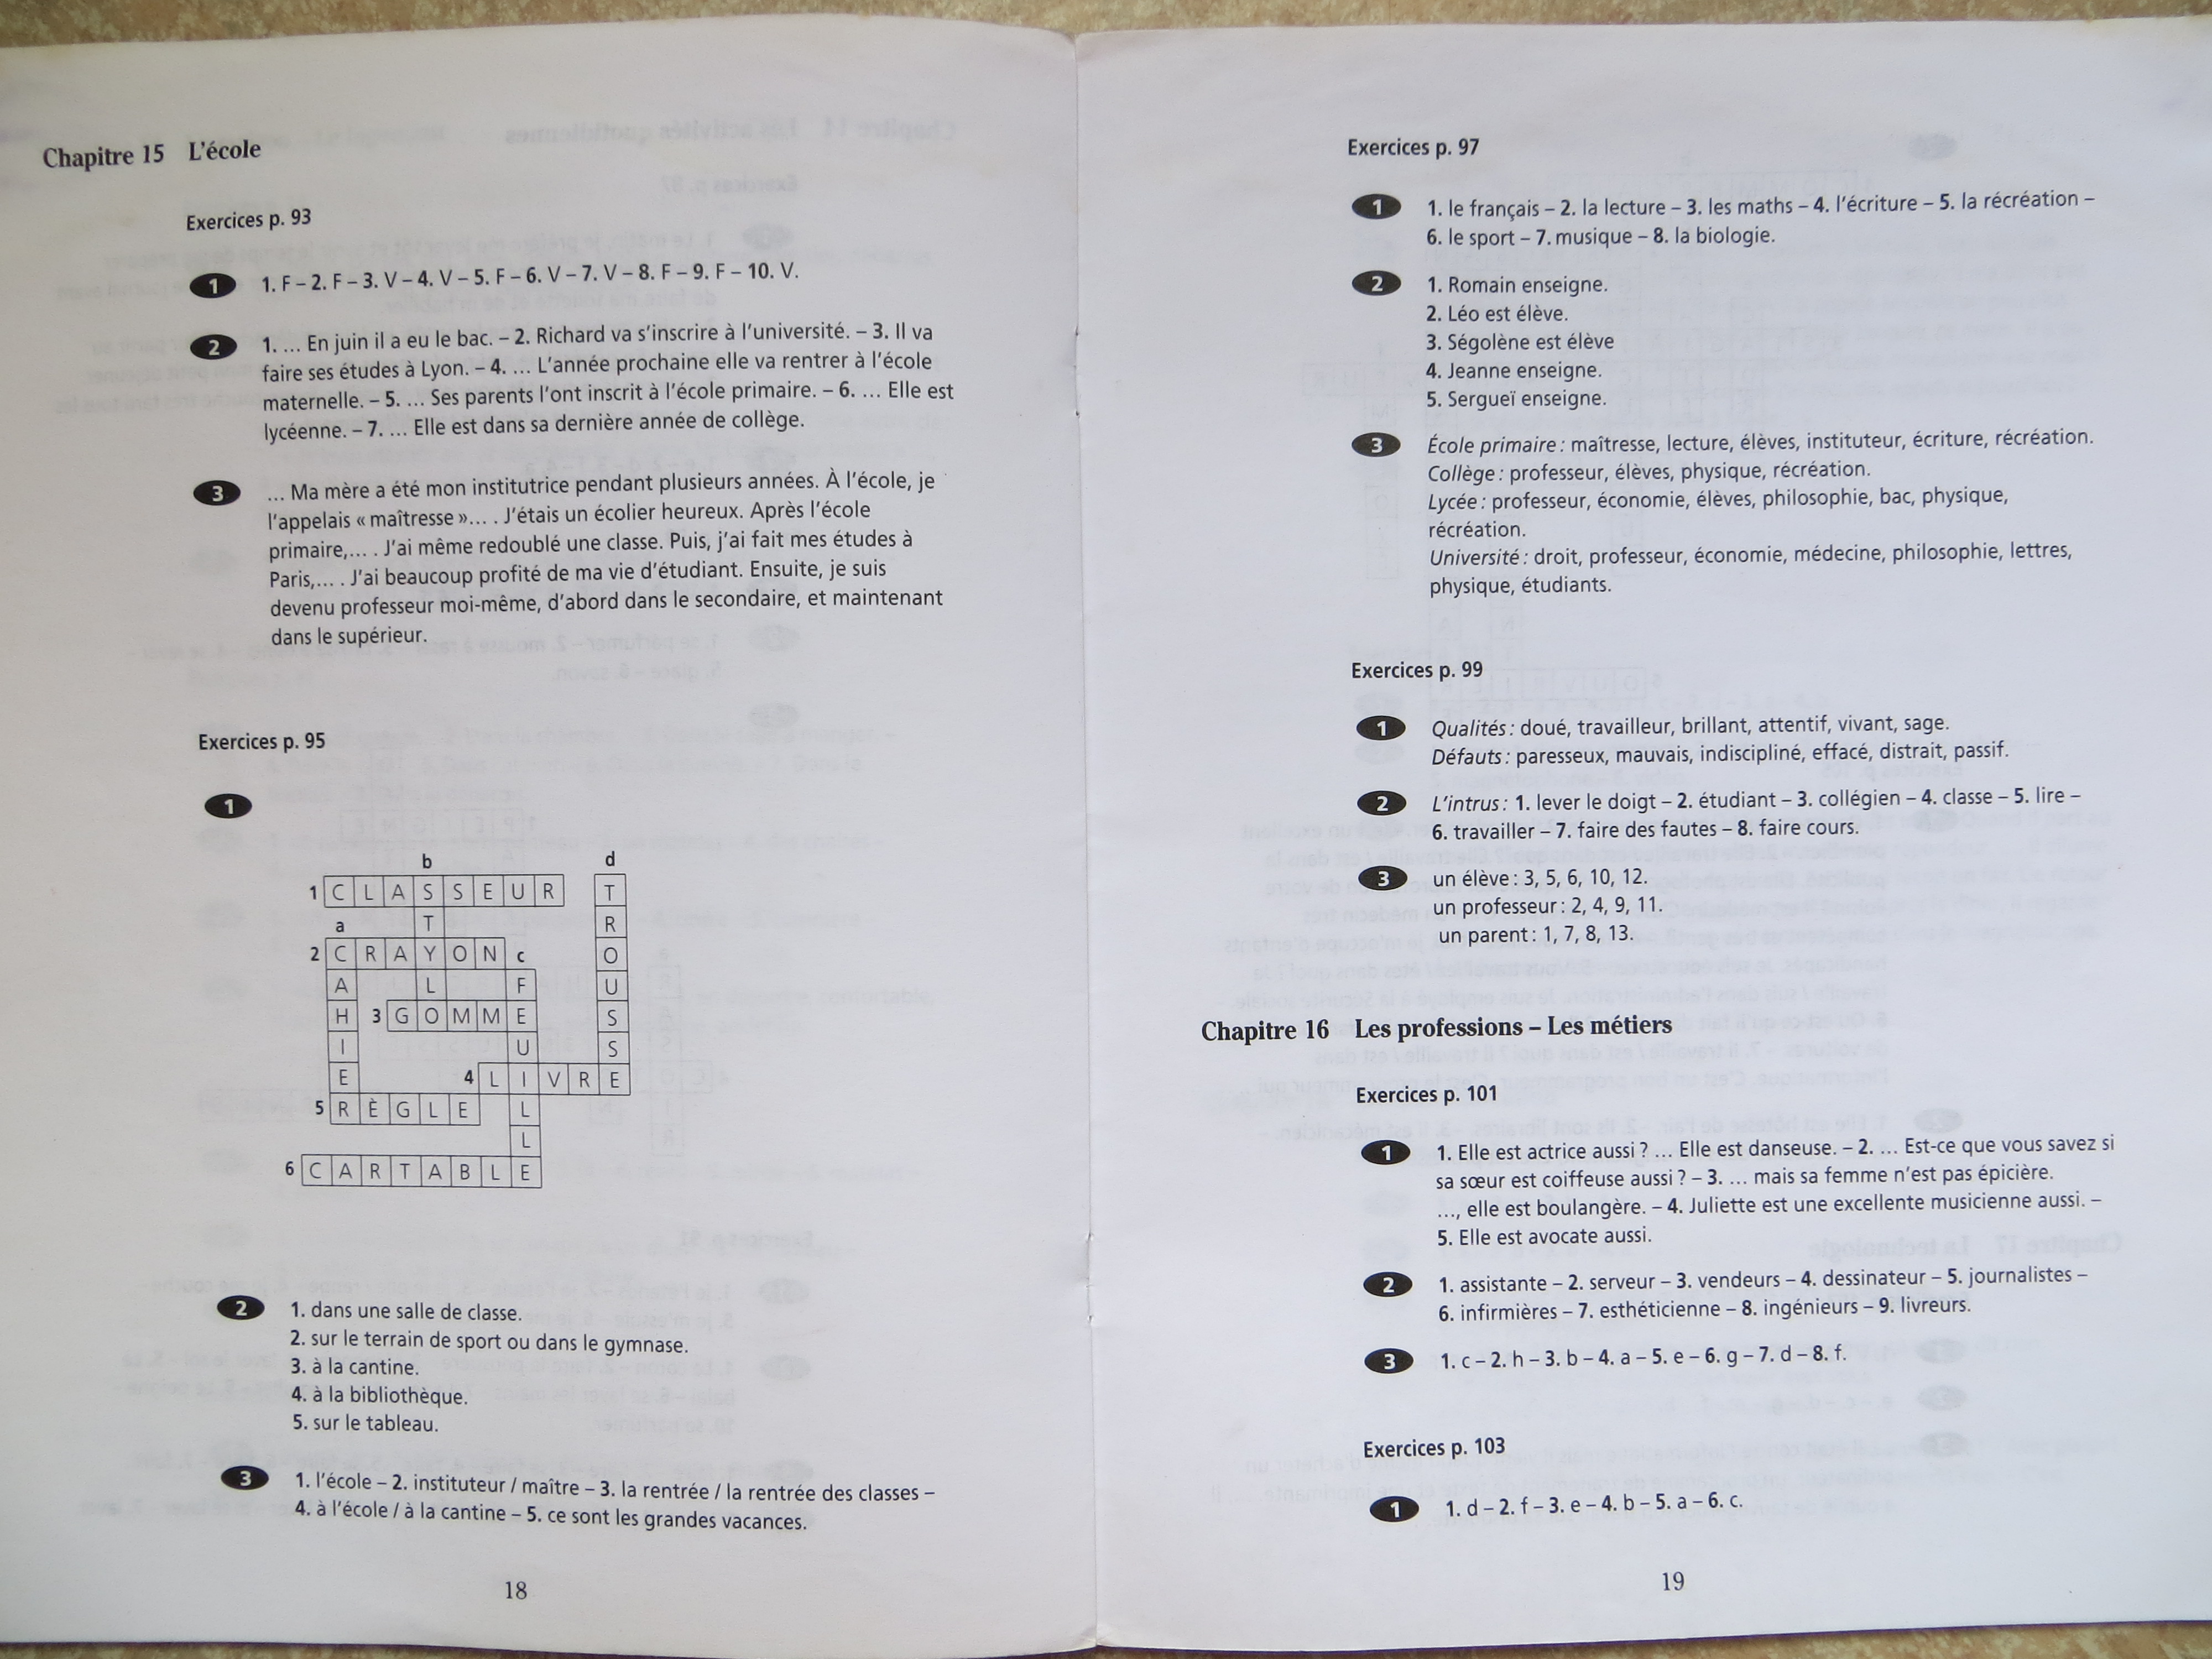 Chapitre 15 L'école
Exercices p. 93
1 1. F – 2. F – 3. V – 4. V – 5. F – 6. V – 7. V – 8. F – 9. F – 10. V.
2 1. … En juin il a eu le bac. – 2. Richard va s'inscrire à l'université. – 3. Il va
faire ses études à Lyon. – 4. … L'année prochaine elle va rentrer à l'école
maternelle. – 5. … Ses parents l'ont inscrit à l'école primaire. – 6. … Elle est
lycéenne. – 7. … Elle est dans sa dernière année de collège.
3 … Ma mère a été mon institutrice pendant plusieurs années. À l'école, je
l'appelais « maîtresse »… . J'étais un écolier heureux. Après l'école
primaire,… . J'ai même redoublé une classe. Puis, j'ai fait mes études à
Paris,… . J'ai beaucoup profité de ma vie d'étudiant. Ensuite, je suis
devenu professeur moi-même, d'abord dans le secondaire, et maintenant
dans le supérieur.
Exercices p. 95
1
b d
1 C L A S S E U R T
a T R
2 C R A Y O N c O
A L F U
H 3 G O M M E S
I U S
E 4 L I V R E
5 R È G L E L
L
6 C A R T A B L E
2 1. dans une salle de classe.
2. sur le terrain de sport ou dans le gymnase.
3. à la cantine.
4. à la bibliothèque.
5. sur le tableau.
3 1. l'école – 2. instituteur / maître – 3. la rentrée / la rentrée des classes –
4. à l'école / à la cantine – 5. ce sont les grandes vacances.
18
Exercices p. 97
1 1. le français – 2. la lecture – 3. les maths – 4. l'écriture – 5. la récréation –
6. le sport – 7. musique – 8. la biologie.
2 1. Romain enseigne.
2. Léo est élève.
3. Ségolène est élève
4. Jeanne enseigne.
5. Sergueï enseigne.
3 École primaire : maîtresse, lecture, élèves, instituteur, écriture, récréation.
Collège : professeur, élèves, physique, récréation.
Lycée : professeur, économie, élèves, philosophie, bac, physique,
récréation.
Université : droit, professeur, économie, médecine, philosophie, lettres,
physique, étudiants.
Exercices p. 99
1 Qualités : doué, travailleur, brillant, attentif, vivant, sage.
Défauts : paresseux, mauvais, indiscipliné, effacé, distrait, passif.
2 L'intrus : 1. lever le doigt – 2. étudiant – 3. collégien – 4. classe – 5. lire –
6. travailler – 7. faire des fautes – 8. faire cours.
3 un élève : 3, 5, 6, 10, 12.
un professeur : 2, 4, 9, 11.
un parent : 1, 7, 8, 13.
Chapitre 16 Les professions – Les métiers
Exercices p. 101
1 1. Elle est actrice aussi ? … Elle est danseuse. – 2. … Est-ce que vous savez si
sa sœur est coiffeuse aussi ? – 3. … mais sa femme n'est pas épicière.
…, elle est boulangère. – 4. Juliette est une excellente musicienne aussi. –
5. Elle est avocate aussi.
2 1. assistante – 2. serveur – 3. vendeurs – 4. dessinateur – 5. journalistes –
6. infirmières – 7. esthéticienne – 8. ingénieurs – 9. livreurs.
3 1. c – 2. h – 3. b – 4. a – 5. e – 6. g – 7. d – 8. f.
Exercices p. 103
1 1. d – 2. f – 3. e – 4. b – 5. a – 6. c.
19